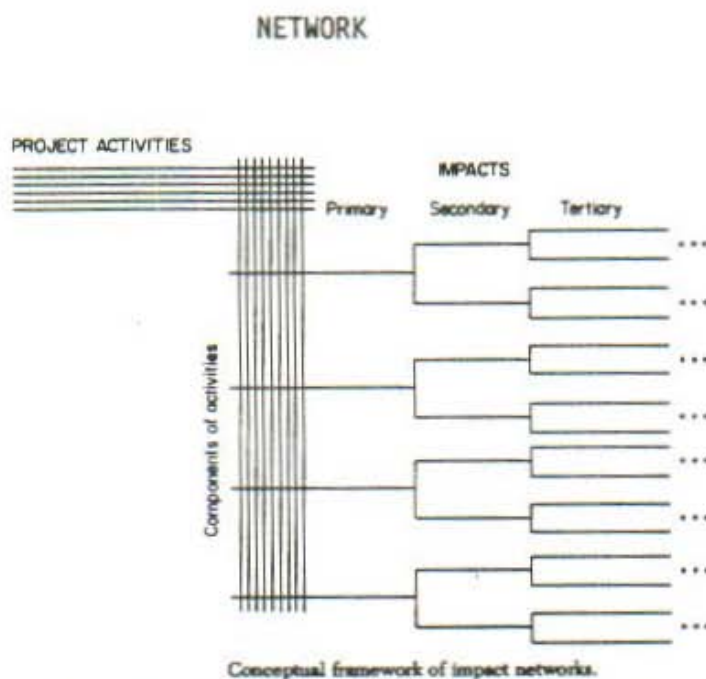 NETWORK
PROJECT ACTIVITIES
IMPACTS
Primary Secondary Tertiary
Components of activities
Conceptual framework of impact networks.